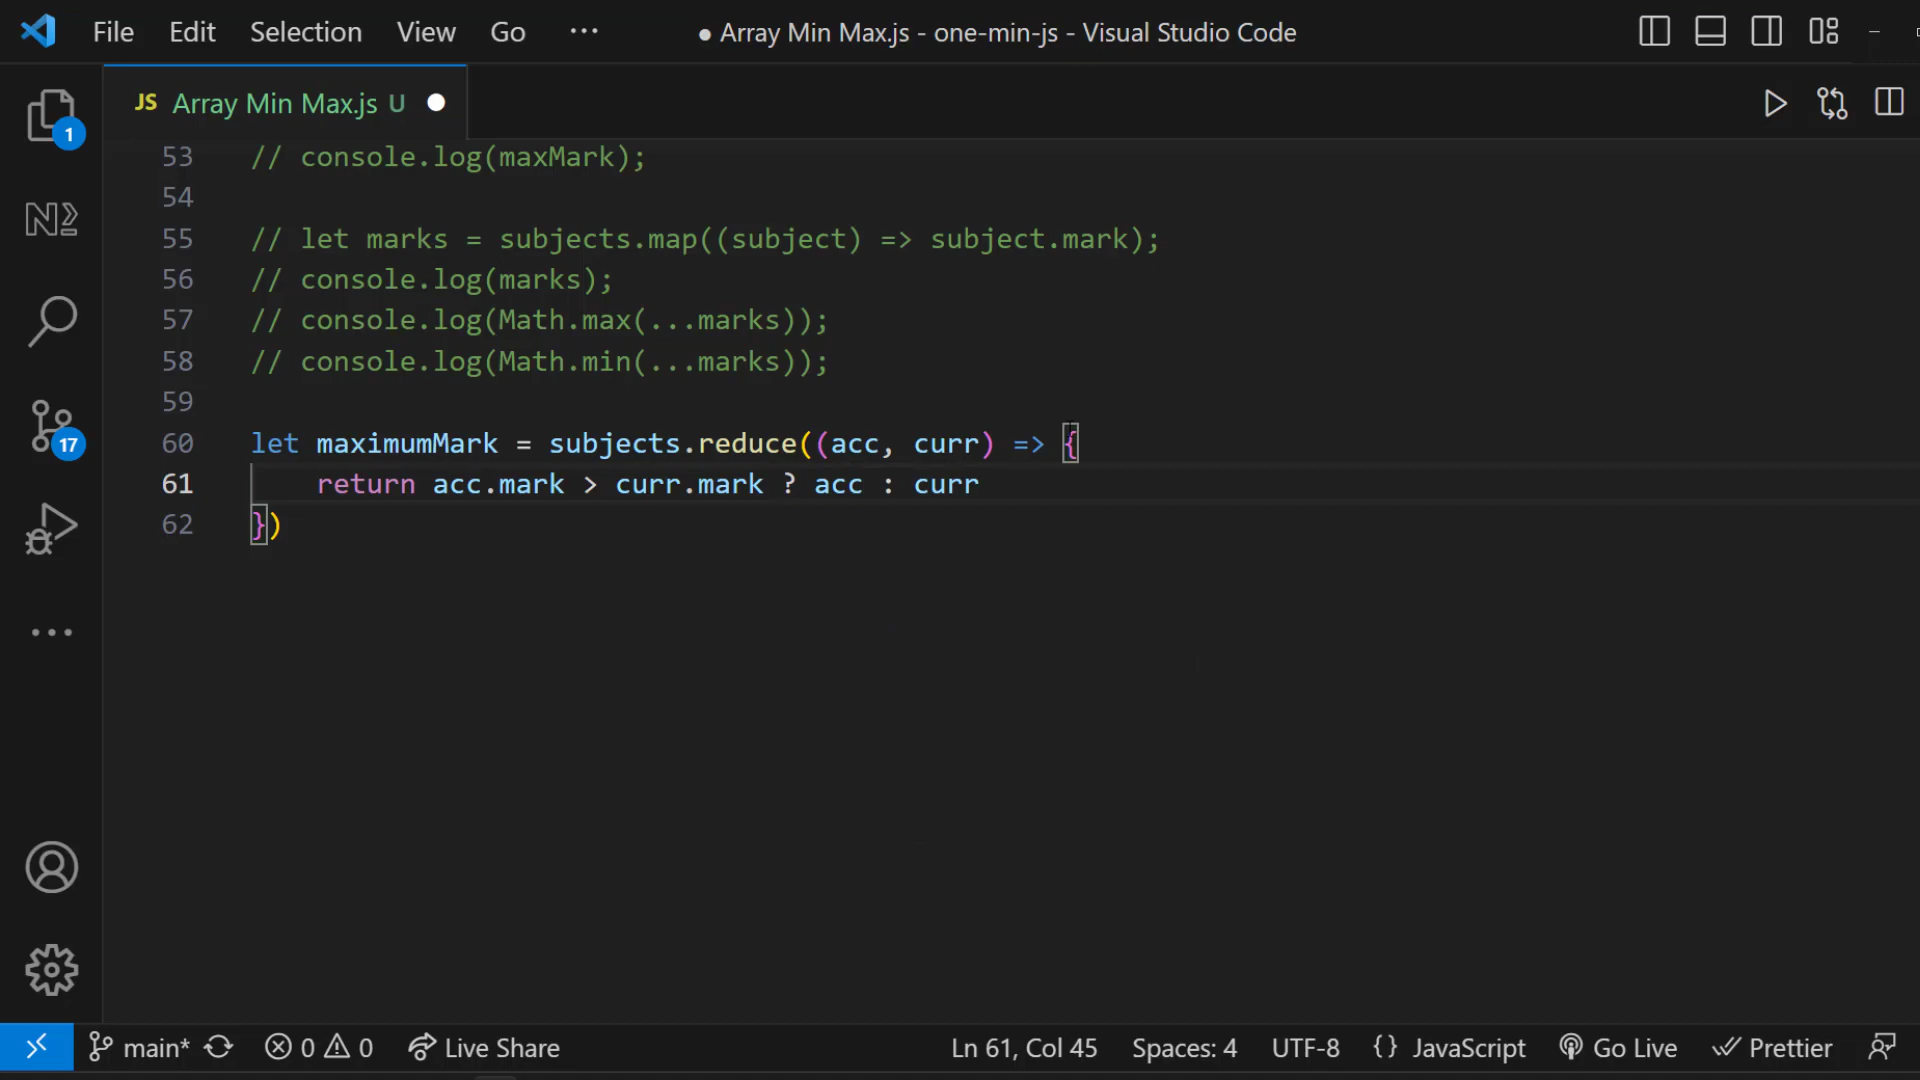 File Edit Selection View Go ··· ● Array Min Max.js - one-min-js - Visual Studio Code
JS Array Min Max.js U
53 // console.log(maxMark);
54
55 // let marks = subjects.map((subject) => subject.mark);
56 // console.log(marks);
57 // console.log(Math.max(...marks));
58 // console.log(Math.min(...marks));
59
60 let maximumMark = subjects.reduce((acc, curr) => {
61 return acc.mark > curr.mark ? acc : curr
62 })
1
17
main* 0 0 Live Share Ln 61, Col 45 Spaces: 4 UTF-8 {} JavaScript Go Live Prettier